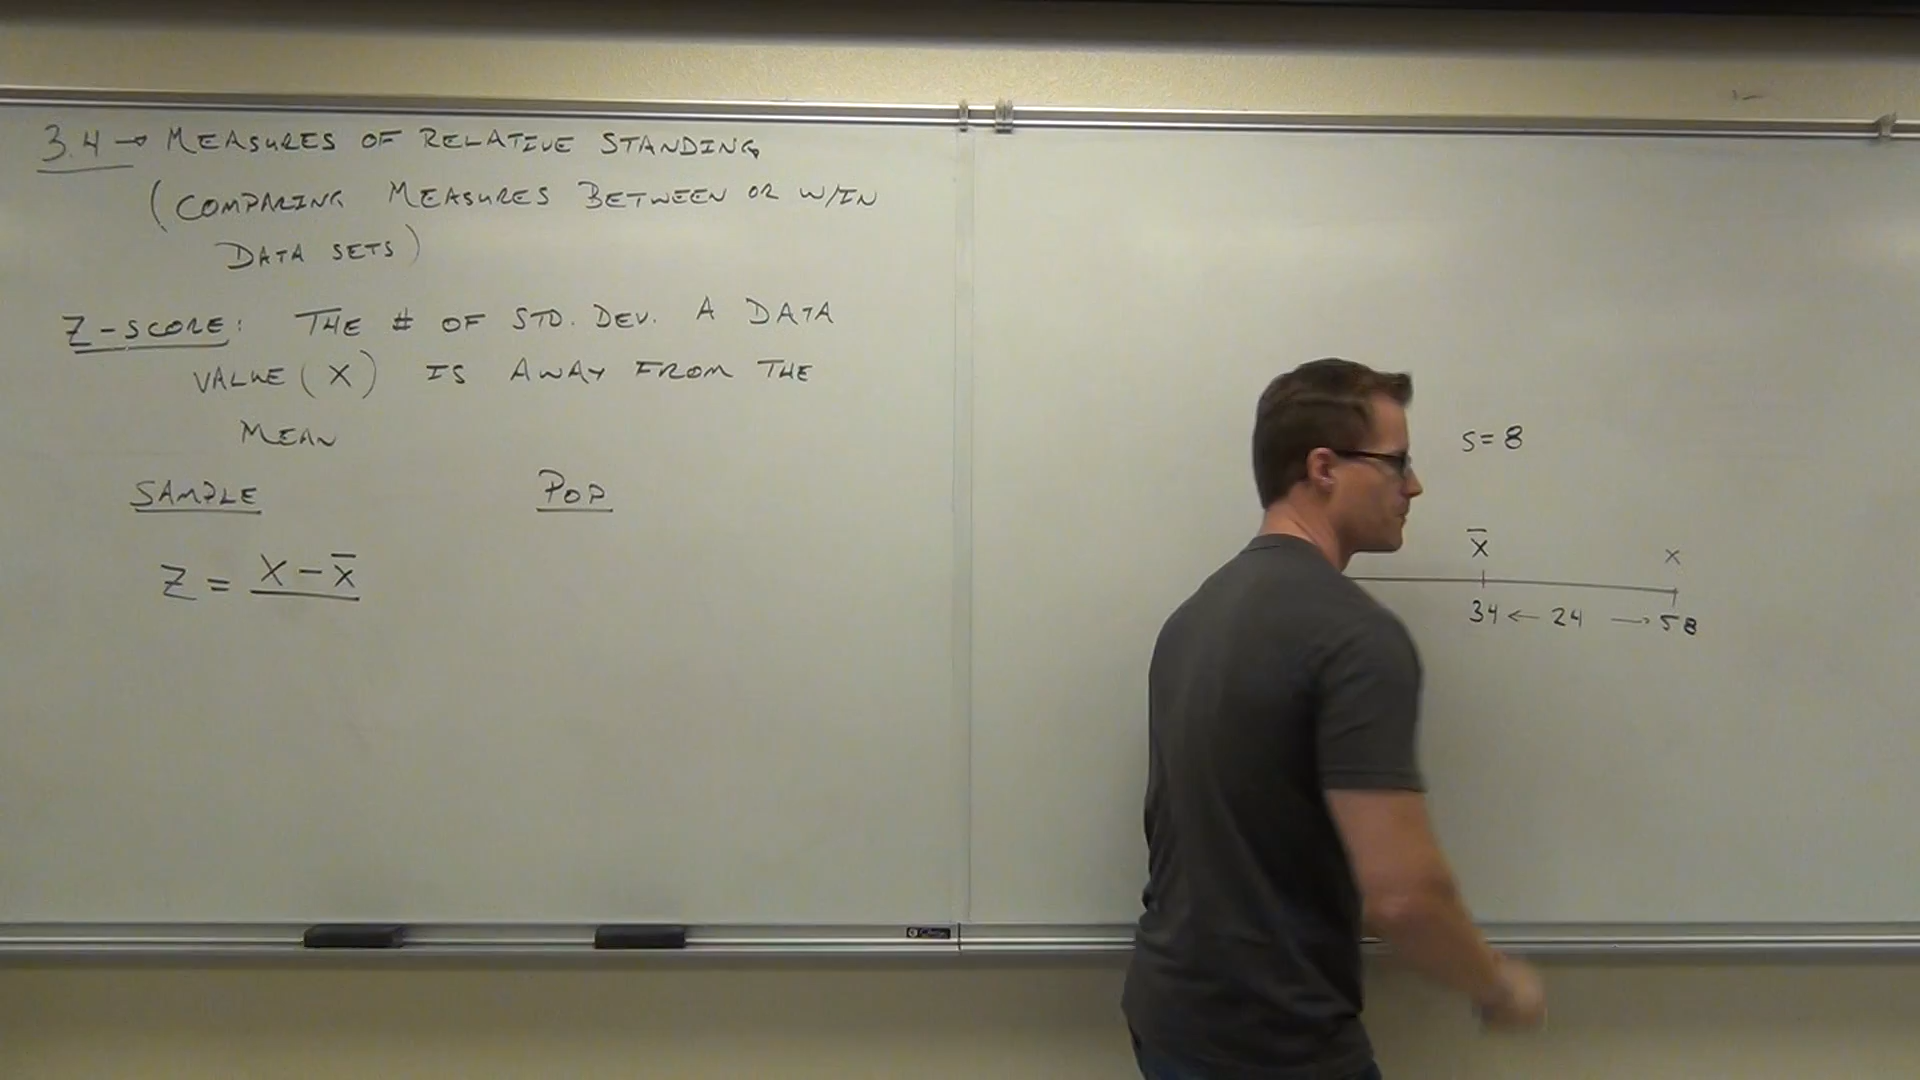 3.4 → MEASURES OF RELATIVE STANDING
(COMPARING MEASURES BETWEEN OR W/IN
DATA SETS)
Z-SCORE: THE # OF STD. DEV. A DATA
VALUE (X) IS AWAY FROM THE
MEAN
SAMPLE POP
Z = X - x̄
S=8
x̄ x
34 ← 24 → 58